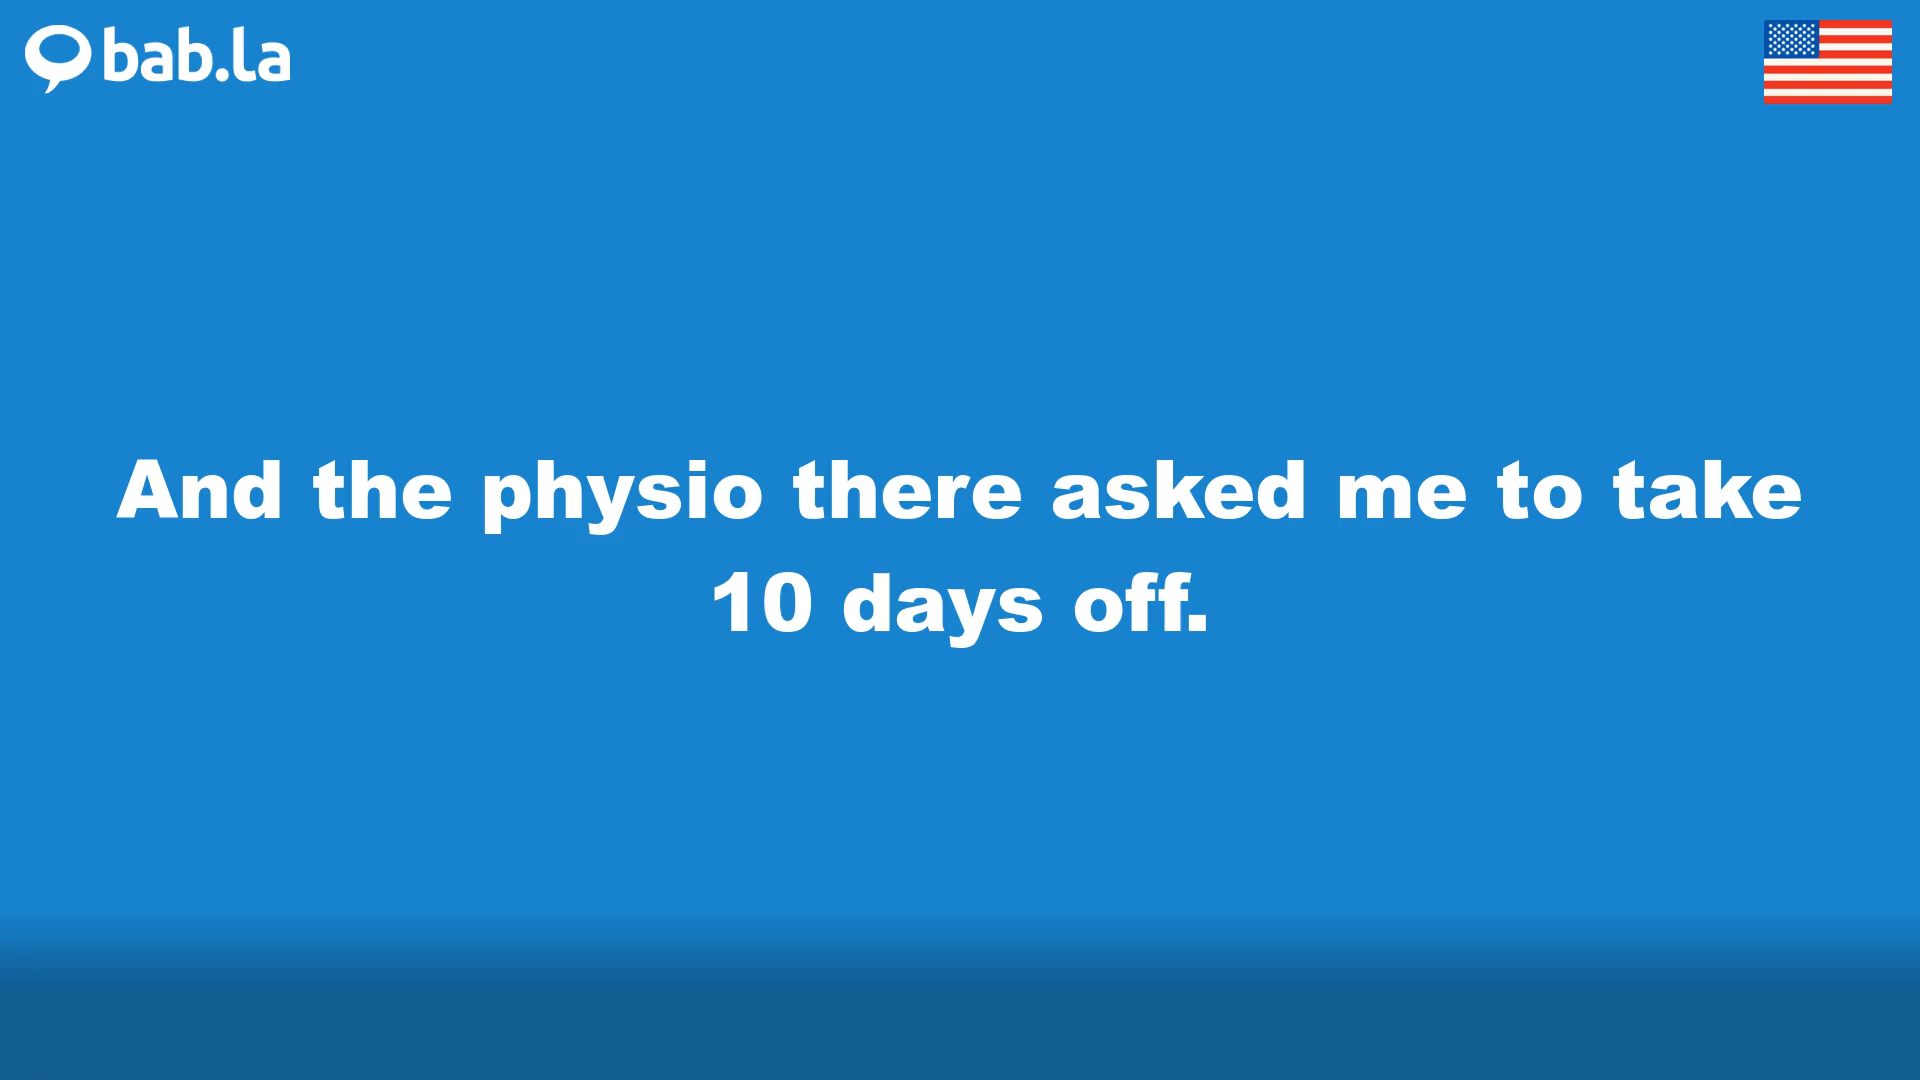 bab.la
And the physio there asked me to take
10 days off.